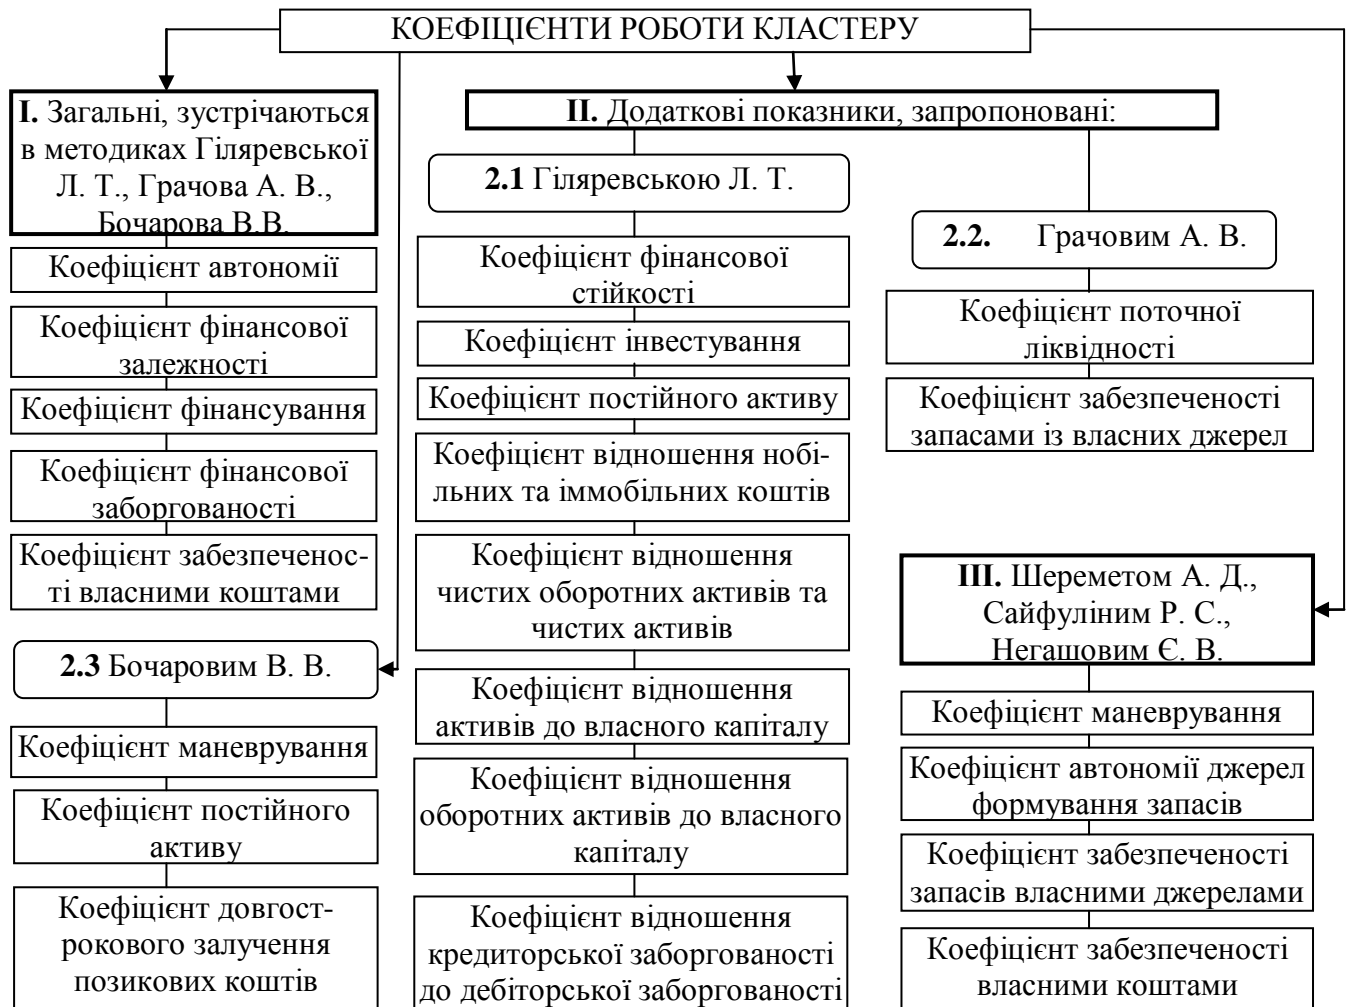 КОЕФІЦІЄНТИ РОБОТИ КЛАСТЕРУ
І. Загальні, зустрічаються
в методиках Гіляревської
Л. Т., Грачова А. В.,
Бочарова В.В.
Коефіцієнт автономії
Коефіцієнт фінансової
залежності
Коефіцієнт фінансування
Коефіцієнт фінансової
заборгованості
Коефіцієнт забезпеченос-
ті власними коштами
2.3 Бочаровим В. В.
Коефіцієнт маневрування
Коефіцієнт постійного
активу
Коефіцієнт довгост-
рокового залучення
позикових коштів
ІІ. Додаткові показники, запропоновані:
2.1 Гіляревською Л. Т.
Коефіцієнт фінансової
стійкості
Коефіцієнт інвестування
Коефіцієнт постійного активу
Коефіцієнт відношення нобі-
льних та іммобільних коштів
Коефіцієнт відношення
чистих оборотних активів та
чистих активів
Коефіцієнт відношення
активів до власного капіталу
Коефіцієнт відношення
оборотних активів до власного
капіталу
Коефіцієнт відношення
кредиторської заборгованості
до дебіторської заборгованості
2.2. Грачовим А. В.
Коефіцієнт поточної
ліквідності
Коефіцієнт забезпеченості
запасами із власних джерел
ІІІ. Шереметом А. Д.,
Сайфуліним Р. С.,
Негашовим Є. В.
Коефіцієнт маневрування
Коефіцієнт автономії джерел
формування запасів
Коефіцієнт забезпеченості
запасів власними джерелами
Коефіцієнт забезпеченості
власними коштами